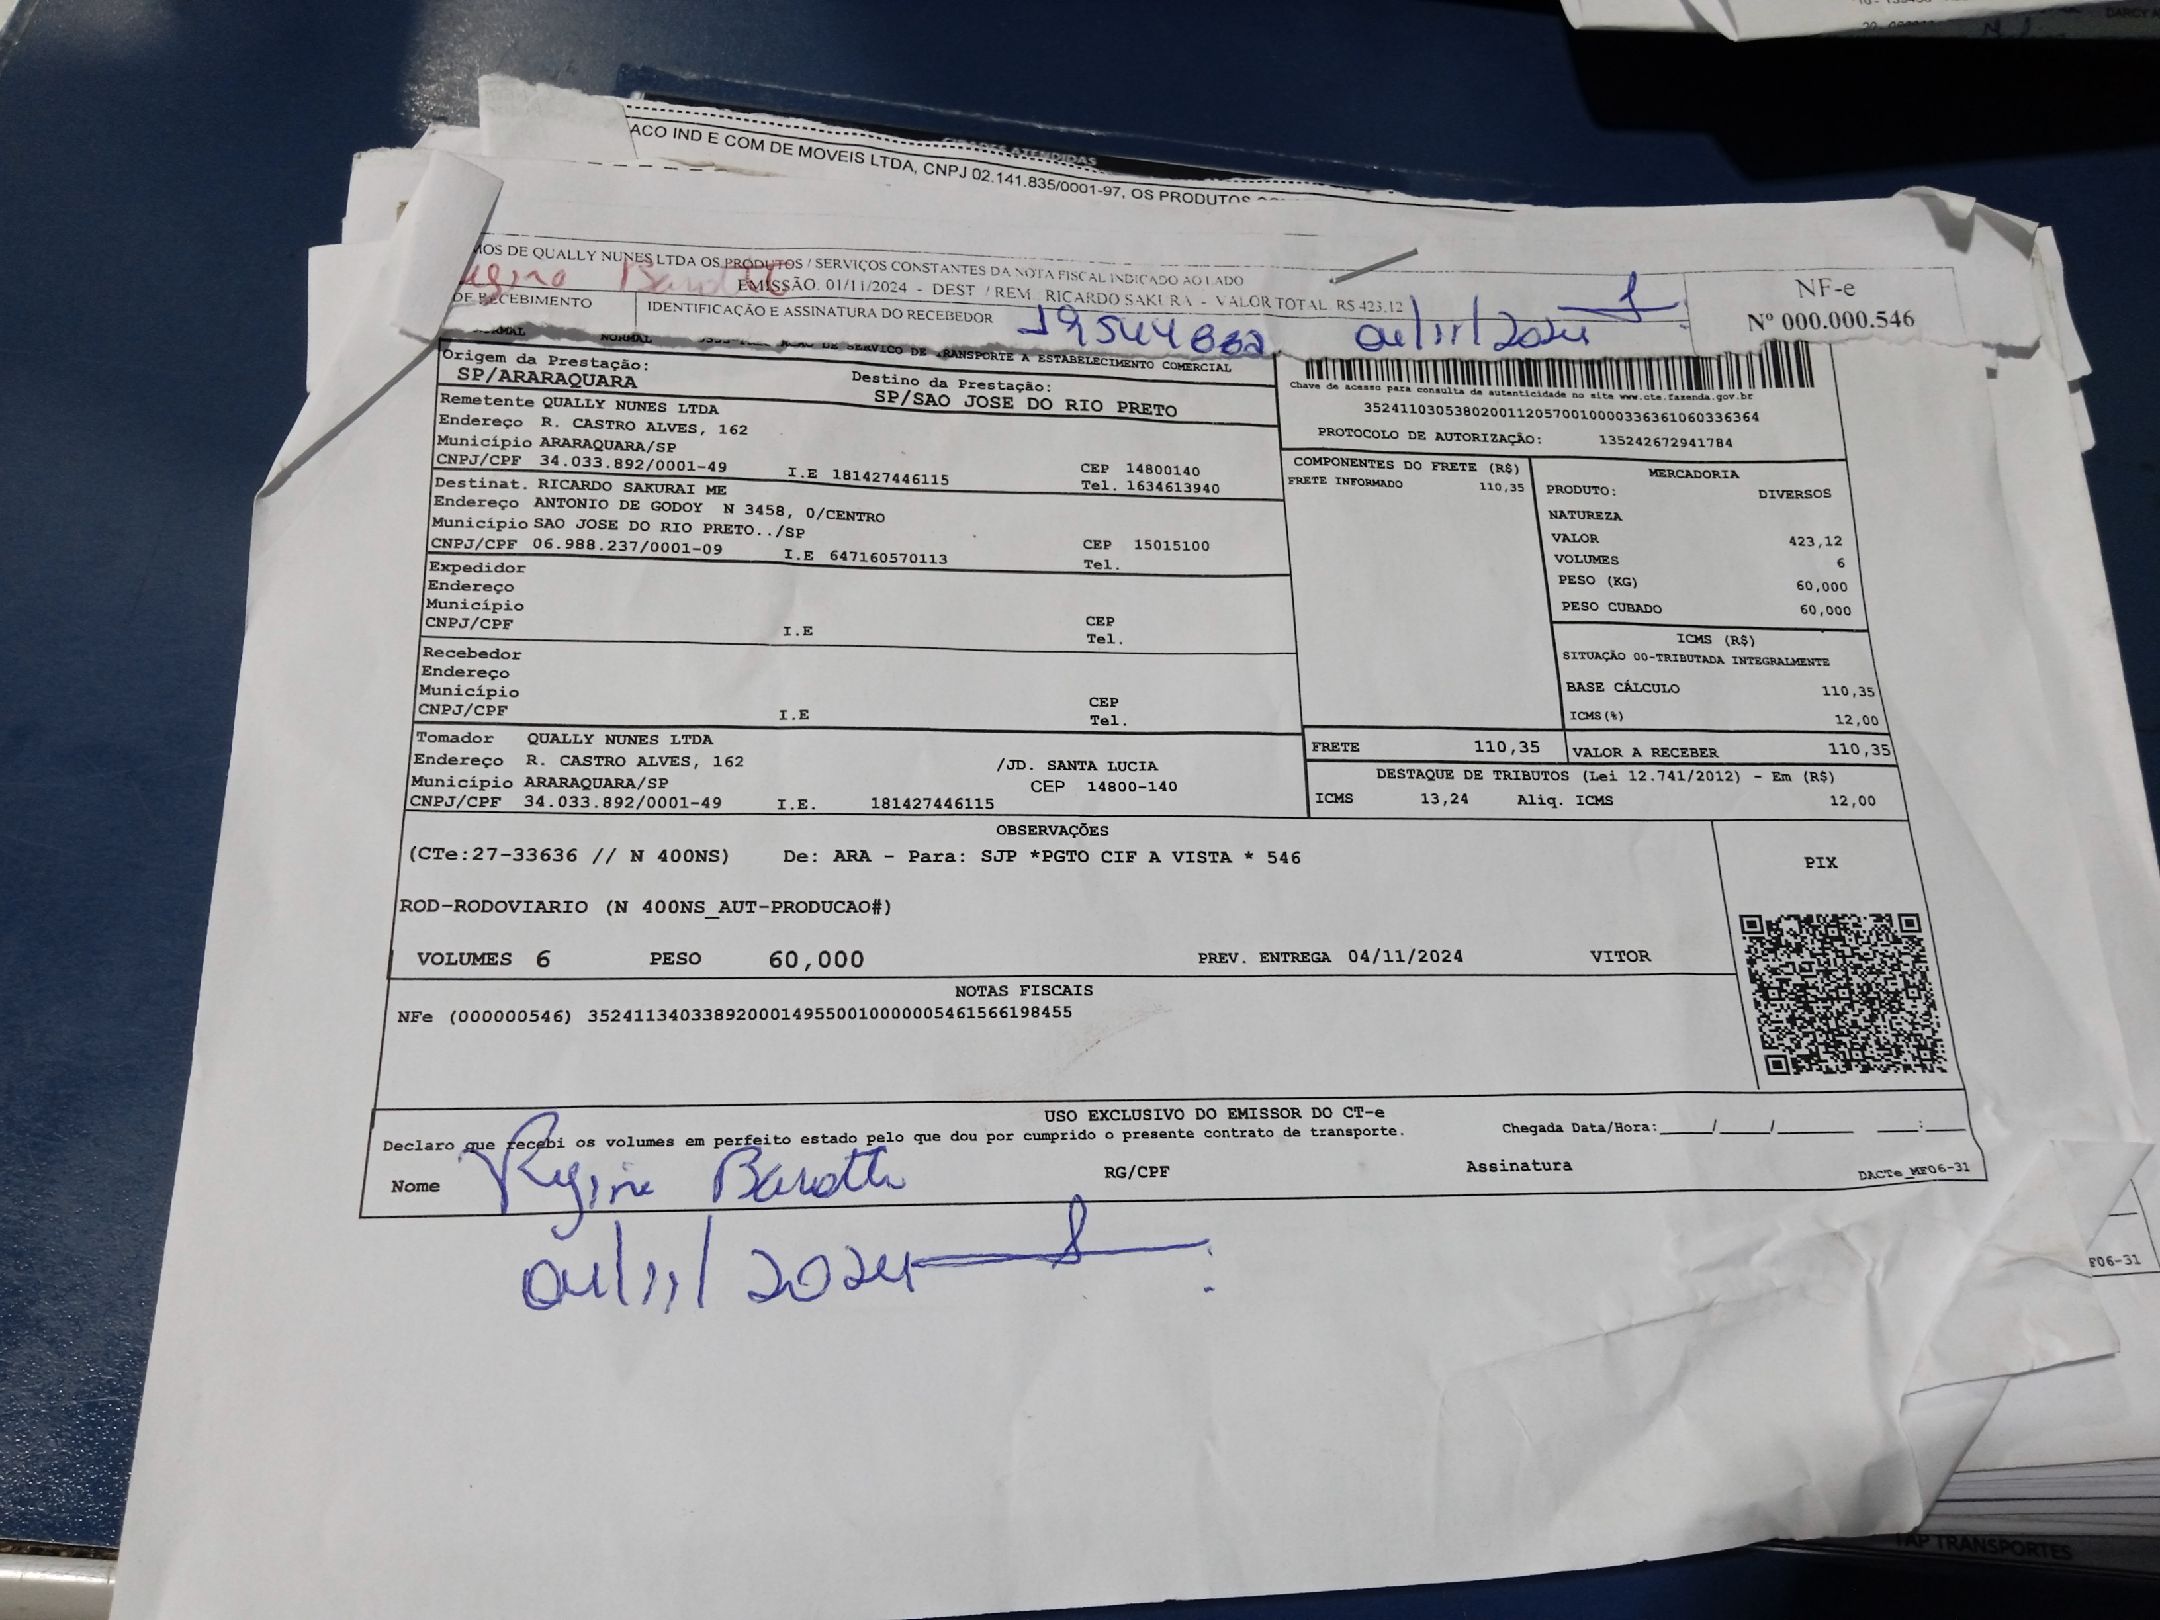 ACO IND E COM DE MOVEIS LTDA, CNPJ 02.141.835/0001-97, OS PRODUTOS
MOS DE QUALLY NUNES LTDA OS PRODUTOS / SERVIÇOS CONSTANTES DA NOTA FISCAL INDICADO AO LADO
EMISSÃO. 01/11/2024 - DEST / REM. RICARDO SAKURA - VALOR TOTAL. R$ 423,12
DE RECEBIMENTO
IDENTIFICAÇÃO E ASSINATURA DO RECEBEDOR
04/11/2024
NF-e
Nº 000.000.546
NORMAL
DE SERVICO DE TRANSPORTE A ESTABELECIMENTO COMERCIAL
Origem da Prestação:
SP/ARARAQUARA
Destino da Prestação:
SP/SAO JOSE DO RIO PRETO
Chave de acesso para consulta de autenticidade no site www.cte.fazenda.gov.br
35241103053802001120570010000336361060336364
PROTOCOLO DE AUTORIZAÇÃO: 135242672941784
Remetente QUALLY NUNES LTDA
Endereço R. CASTRO ALVES, 162
Município ARARAQUARA/SP
CNPJ/CPF 34.033.892/0001-49 I.E 181427446115 CEP 14800140
Tel. 1634613940
Destinat. RICARDO SAKURAI ME
Endereço ANTONIO DE GODOY N 3458, 0/CENTRO
Município SAO JOSE DO RIO PRETO../SP
CNPJ/CPF 06.988.237/0001-09 I.E 647160570113 CEP 15015100
Tel.
Expedidor
Endereço
Município
CNPJ/CPF I.E CEP
Tel.
Recebedor
Endereço
Município
CNPJ/CPF I.E CEP
Tel.
Tomador QUALLY NUNES LTDA
Endereço R. CASTRO ALVES, 162 /JD. SANTA LUCIA
Município ARARAQUARA/SP CEP 14800-140
CNPJ/CPF 34.033.892/0001-49 I.E. 181427446115
COMPONENTES DO FRETE (R$)
FRETE INFORMADO 110,35
MERCADORIA
PRODUTO: DIVERSOS
NATUREZA
VALOR 423,12
VOLUMES 6
PESO (KG) 60,000
PESO CUBADO 60,000
ICMS (R$)
SITUAÇÃO 00-TRIBUTADA INTEGRALMENTE
BASE CÁLCULO 110,35
ICMS(%) 12,00
FRETE 110,35 VALOR A RECEBER 110,35
DESTAQUE DE TRIBUTOS (Lei 12.741/2012) - Em (R$)
ICMS 13,24 Aliq. ICMS 12,00
OBSERVAÇÕES
(CTe:27-33636 // N 400NS) De: ARA - Para: SJP *PGTO CIF A VISTA * 546
ROD-RODOVIARIO (N 400NS_AUT-PRODUCAO#)
VOLUMES 6 PESO 60,000 PREV. ENTREGA 04/11/2024 VITOR
PIX
NOTAS FISCAIS
NFe (000000546) 35241134033892000149550010000005461566198455
USO EXCLUSIVO DO EMISSOR DO CT-e
Declaro que recebi os volumes em perfeito estado pelo que dou por cumprido o presente contrato de transporte. Chegada Data/Hora:____/____/______ ___:___
Nome RG/CPF Assinatura
DACTe_MF06-31
04/11/2024
F06-31
TAP TRANSPORTES